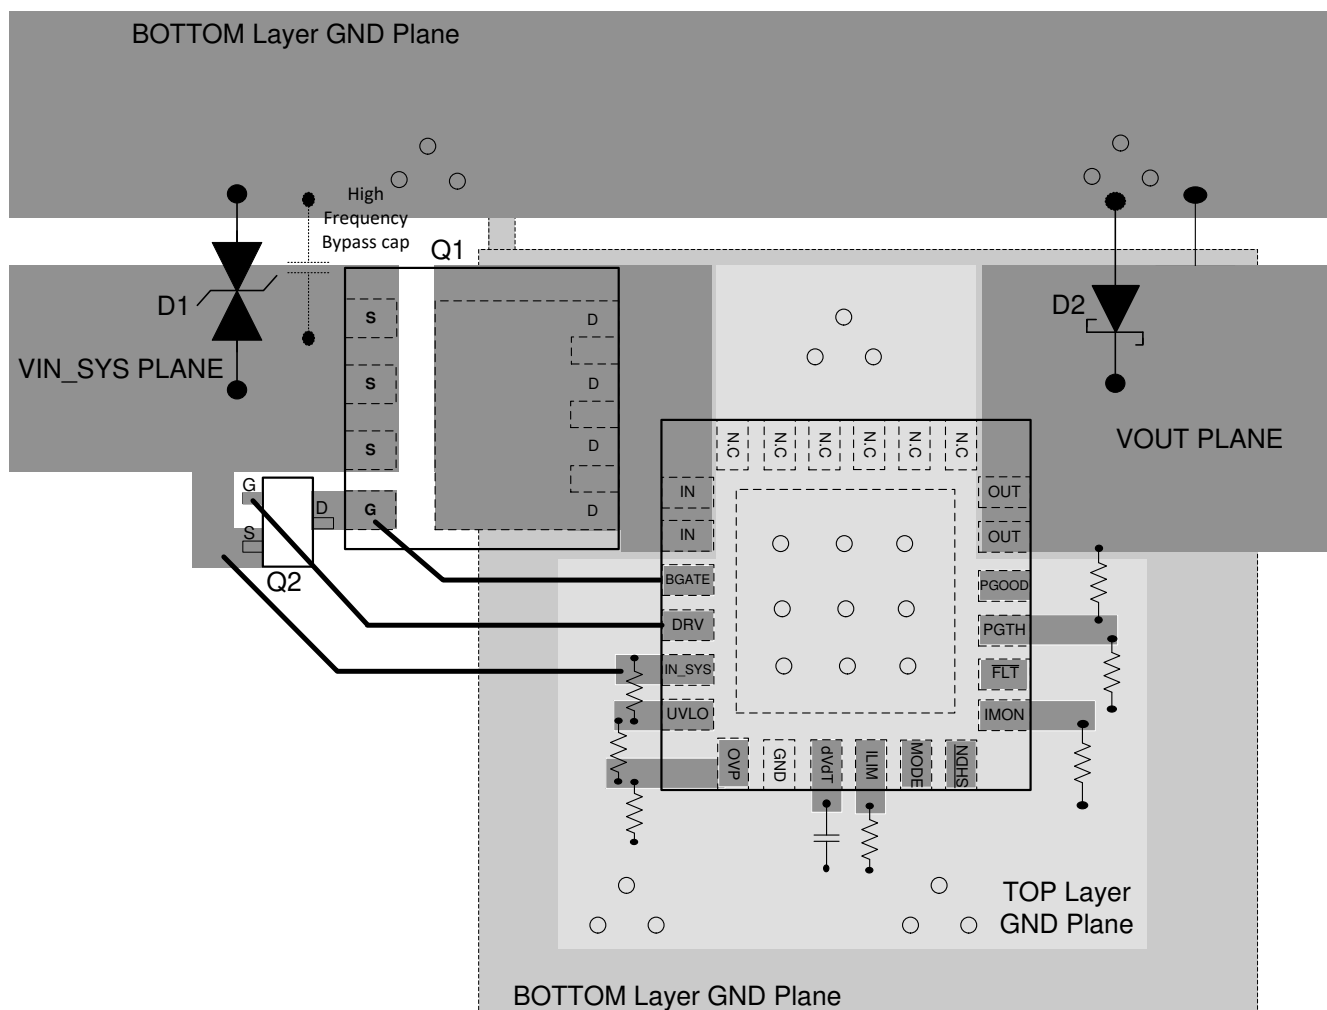 BOTTOM Layer GND Plane
High
Frequency
Bypass cap
Q1
D1
D2
VIN_SYS PLANE
VOUT PLANE
S
S
S
G
D
D
D
D
G
S
D
Q2
N.C
N.C
N.C
N.C
N.C
N.C
IN
IN
BGATE
DRV
IN_SYS
UVLO
OUT
OUT
PGOOD
PGTH
FLT
IMON
OVP
GND
dVdT
ILIM
MODE
SHDN
TOP Layer
GND Plane
BOTTOM Layer GND Plane